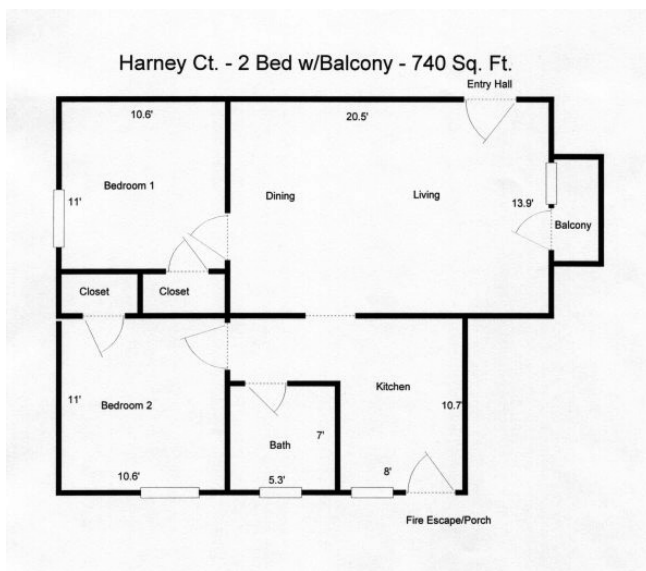 Harney Ct. - 2 Bed w/Balcony - 740 Sq. Ft.
Entry Hall
10.6'
20.5'
Bedroom 1
11'
Dining
Living
13.9'
Balcony
Closet
Closet
Kitchen
11'
Bedroom 2
10.7'
7'
Bath
10.6'
5.3'
8'
Fire Escape/Porch